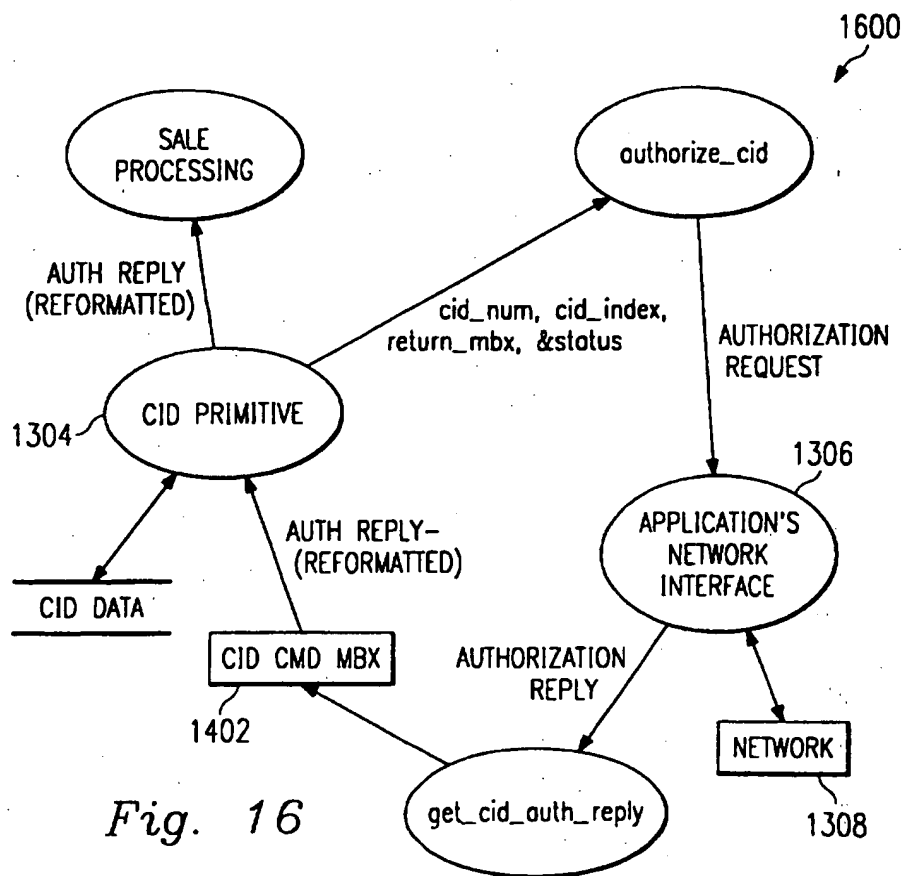 1600
SALE
PROCESSING
authorize_cid
AUTH REPLY
(REFORMATTED)
cid_num, cid_index,
return_mbx, &status
AUTHORIZATION
REQUEST
CID PRIMITIVE
1304
1306
AUTH REPLY-
(REFORMATTED)
APPLICATION'S
NETWORK
INTERFACE
CID DATA
CID CMD MBX
AUTHORIZATION
REPLY
1402
NETWORK
get_cid_auth_reply
1308
Fig. 16